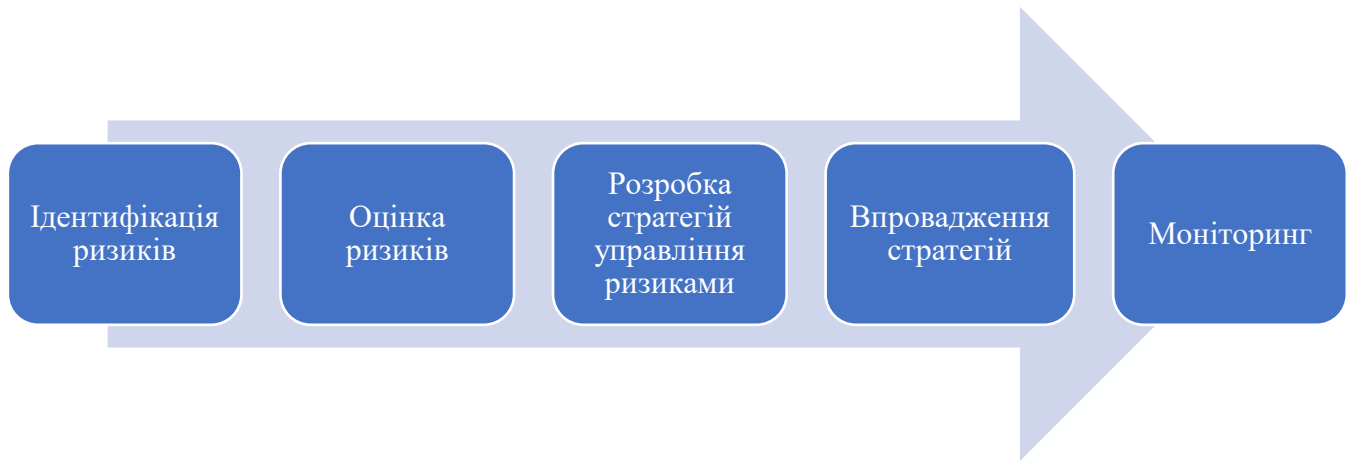 Ідентифікація
ризиків
Оцінка
ризиків
Розробка
стратегій
управління
ризиками
Впровадження
стратегій
Моніторинг